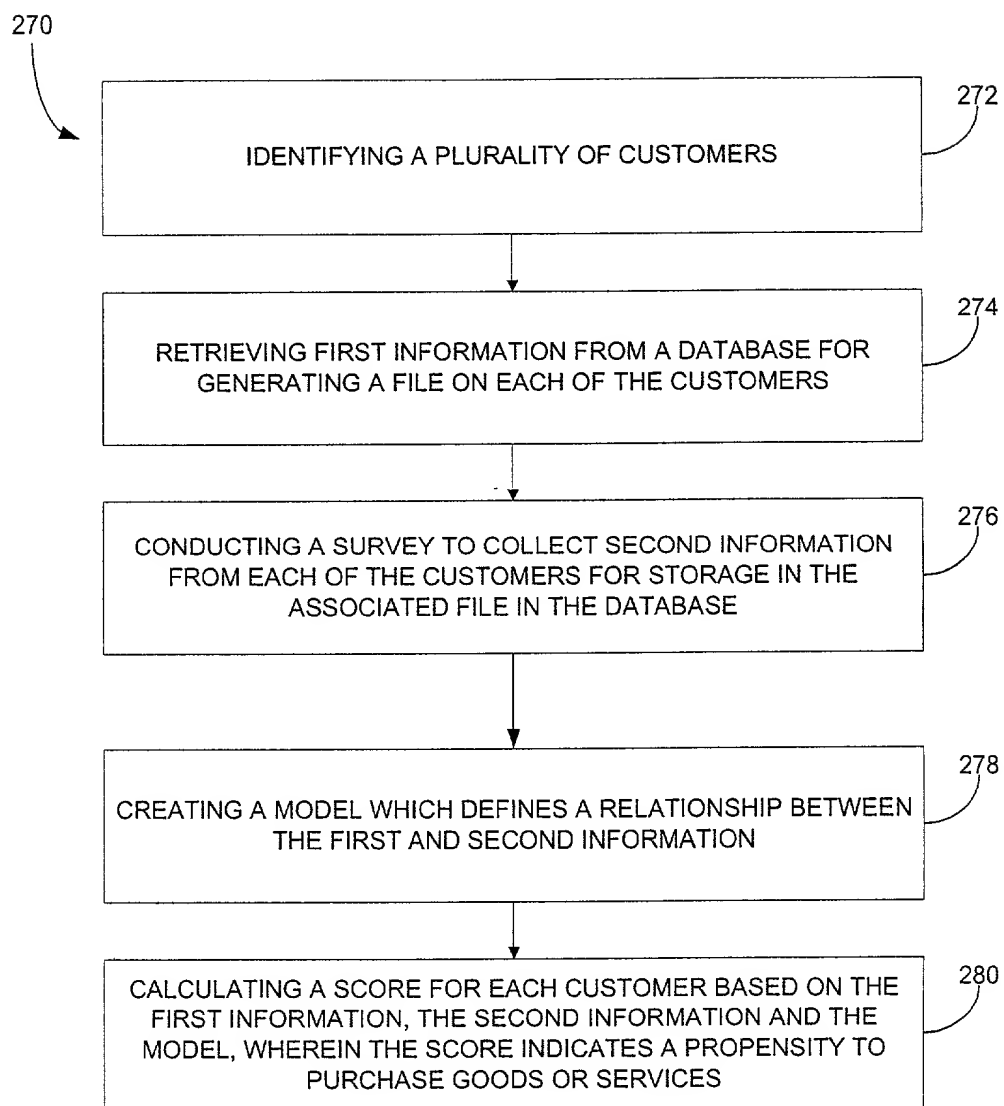 270
272
IDENTIFYING A PLURALITY OF CUSTOMERS
274
RETRIEVING FIRST INFORMATION FROM A DATABASE FOR
GENERATING A FILE ON EACH OF THE CUSTOMERS
276
CONDUCTING A SURVEY TO COLLECT SECOND INFORMATION
FROM EACH OF THE CUSTOMERS FOR STORAGE IN THE
ASSOCIATED FILE IN THE DATABASE
278
CREATING A MODEL WHICH DEFINES A RELATIONSHIP BETWEEN
THE FIRST AND SECOND INFORMATION
280
CALCULATING A SCORE FOR EACH CUSTOMER BASED ON THE
FIRST INFORMATION, THE SECOND INFORMATION AND THE
MODEL, WHEREIN THE SCORE INDICATES A PROPENSITY TO
PURCHASE GOODS OR SERVICES